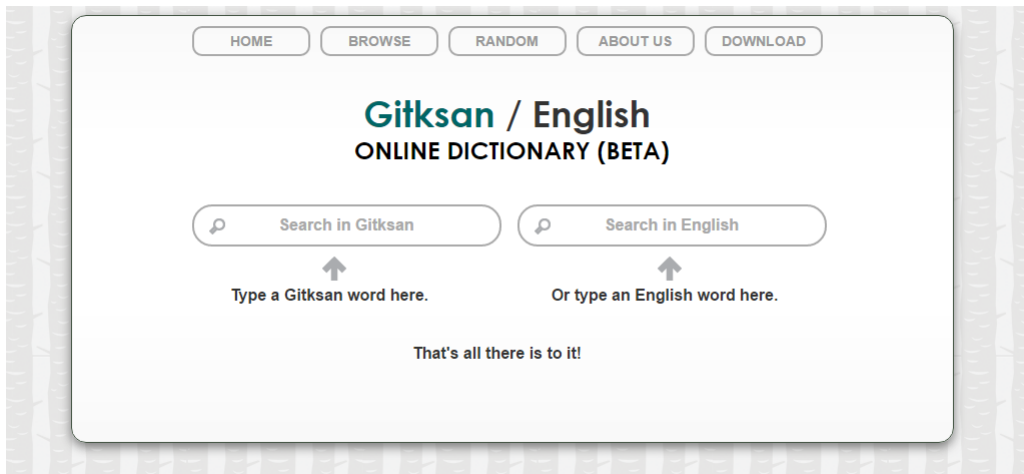 HOME BROWSE RANDOM ABOUT US DOWNLOAD
Gitksan / English
ONLINE DICTIONARY (BETA)
Search in Gitksan Search in English
Type a Gitksan word here. Or type an English word here.
That's all there is to it!